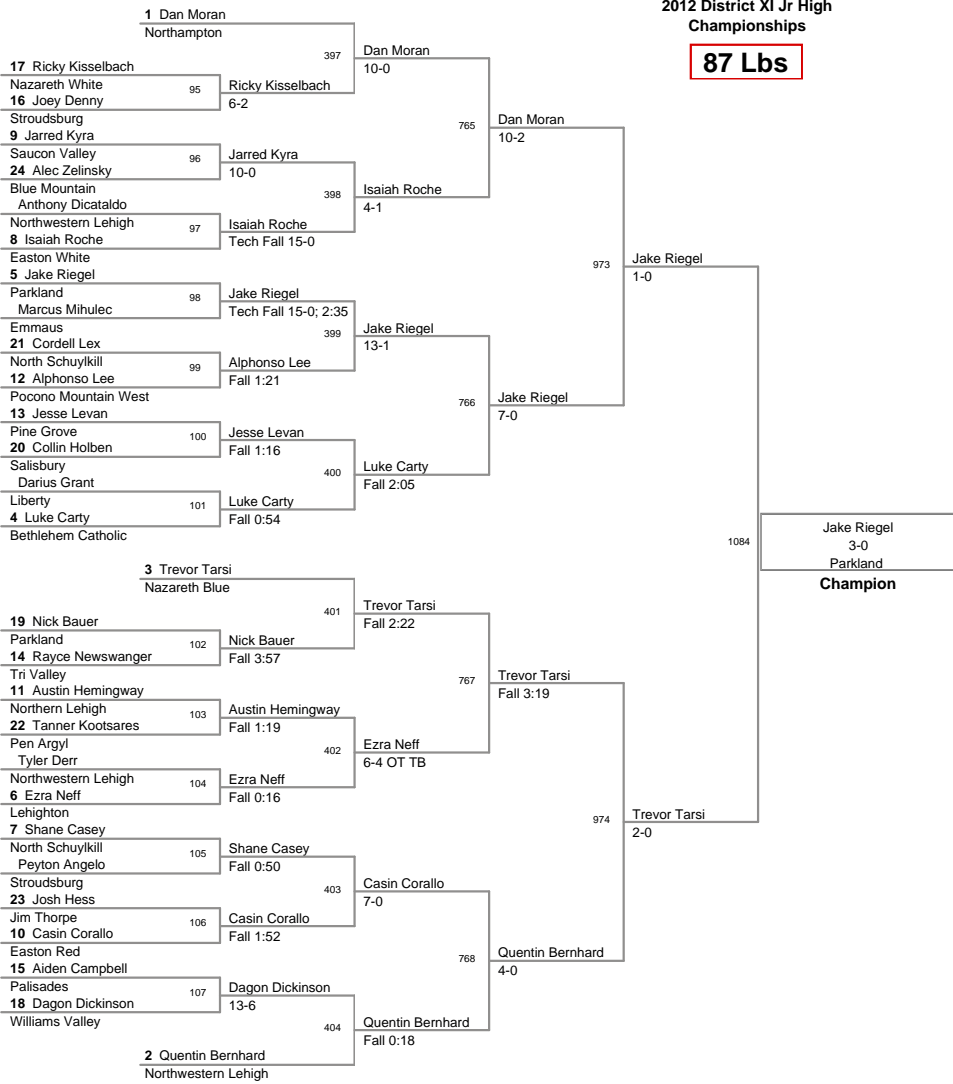 2012 District XI Jr High
Championships
87 Lbs
1 Dan Moran
Northampton
17 Ricky Kisselbach
Nazareth White
16 Joey Denny
Stroudsburg
9 Jarred Kyra
Saucon Valley
24 Alec Zelinsky
Blue Mountain
Anthony Dicataldo
Northwestern Lehigh
8 Isaiah Roche
Easton White
5 Jake Riegel
Parkland
Marcus Mihulec
Emmaus
21 Cordell Lex
North Schuylkill
12 Alphonso Lee
Pocono Mountain West
13 Jesse Levan
Pine Grove
20 Collin Holben
Salisbury
Darius Grant
Liberty
4 Luke Carty
Bethlehem Catholic
3 Trevor Tarsi
Nazareth Blue
19 Nick Bauer
Parkland
14 Rayce Newswanger
Tri Valley
11 Austin Hemingway
Northern Lehigh
22 Tanner Kootsares
Pen Argyl
Tyler Derr
Northwestern Lehigh
6 Ezra Neff
Lehighton
7 Shane Casey
North Schuylkill
Peyton Angelo
Stroudsburg
23 Josh Hess
Jim Thorpe
10 Casin Corallo
Easton Red
15 Aiden Campbell
Palisades
18 Dagon Dickinson
Williams Valley
2 Quentin Bernhard
Northwestern Lehigh
95
Ricky Kisselbach
6-2
96
Jarred Kyra
10-0
97
Isaiah Roche
Tech Fall 15-0
98
Jake Riegel
Tech Fall 15-0; 2:35
99
Alphonso Lee
Fall 1:21
100
Jesse Levan
Fall 1:16
101
Luke Carty
Fall 0:54
102
Nick Bauer
Fall 3:57
103
Austin Hemingway
Fall 1:19
104
Ezra Neff
Fall 0:16
105
Shane Casey
Fall 0:50
106
Casin Corallo
Fall 1:52
107
Dagon Dickinson
13-6
397
Dan Moran
10-0
398
Isaiah Roche
4-1
399
Jake Riegel
13-1
400
Luke Carty
Fall 2:05
401
Trevor Tarsi
Fall 2:22
402
Ezra Neff
6-4 OT TB
403
Casin Corallo
7-0
404
Quentin Bernhard
Fall 0:18
765
Dan Moran
10-2
766
Jake Riegel
7-0
767
Trevor Tarsi
Fall 3:19
768
Quentin Bernhard
4-0
973
Jake Riegel
1-0
974
Trevor Tarsi
2-0
1084
Jake Riegel
3-0
Parkland
Champion